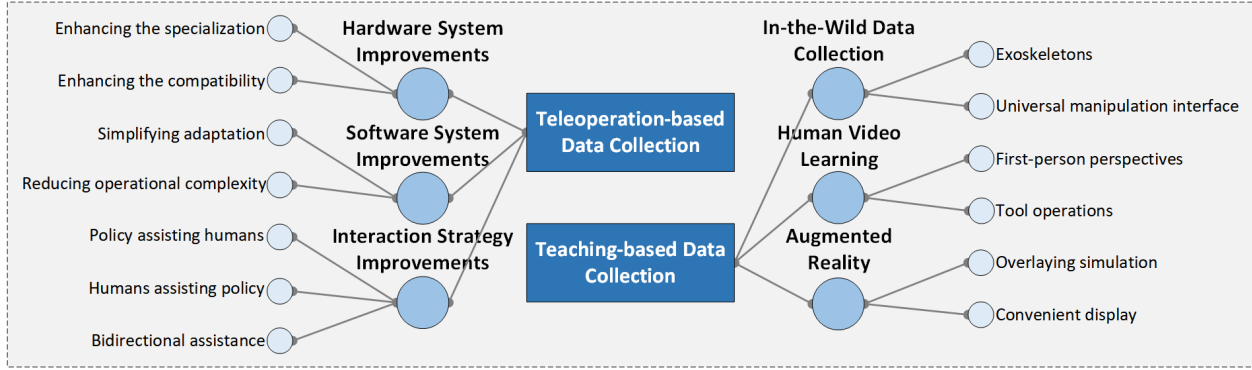 Enhancing the specialization
Enhancing the compatibility
Simplifying adaptation
Reducing operational complexity
Policy assisting humans
Humans assisting policy
Bidirectional assistance
Hardware System
Improvements
Software System
Improvements
Interaction Strategy
Improvements
Teleoperation-based
Data Collection
Teaching-based Data
Collection
In-the-Wild Data
Collection
Human Video
Learning
Augmented
Reality
Exoskeletons
Universal manipulation interface
First-person perspectives
Tool operations
Overlaying simulation
Convenient display